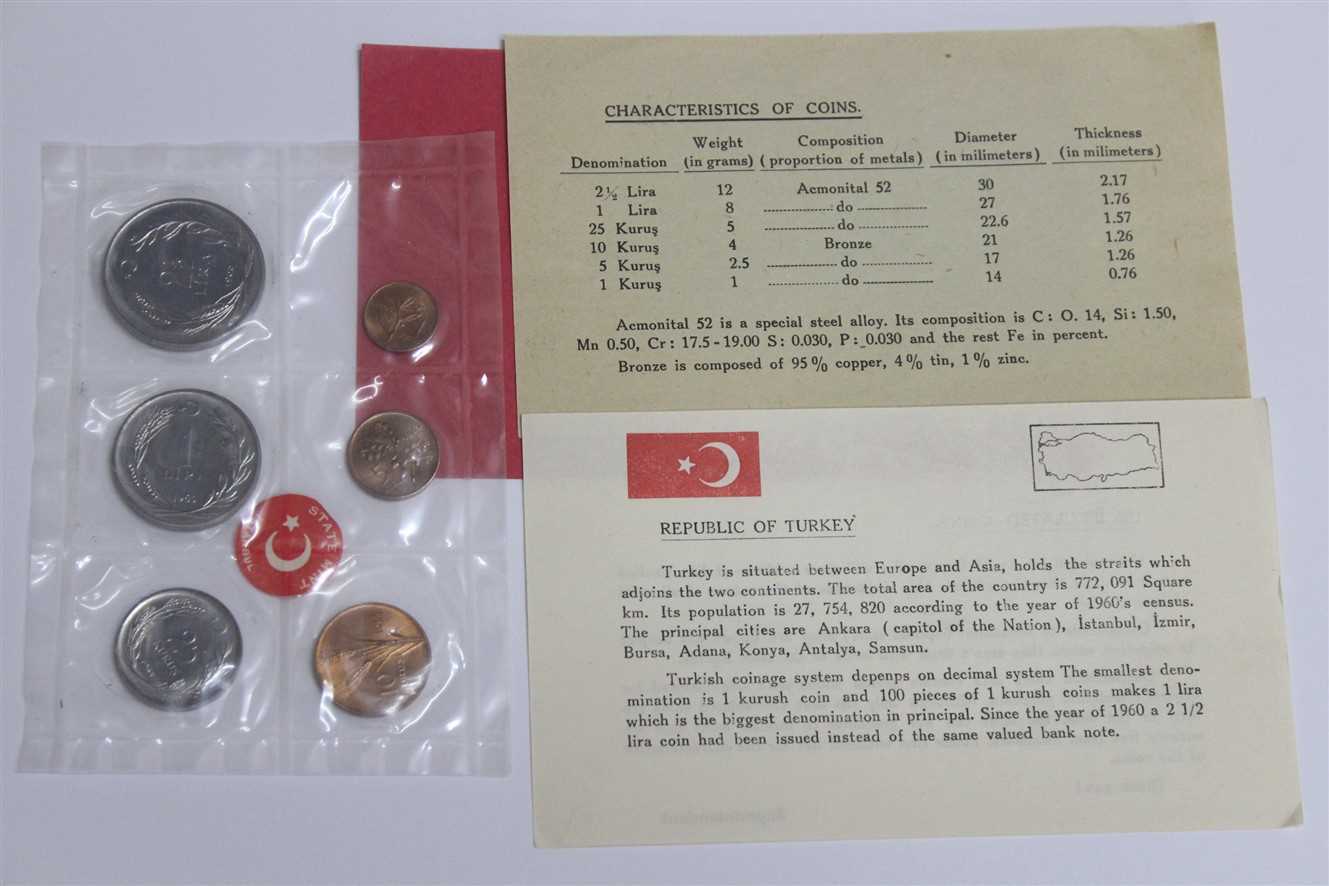 CHARACTERISTICS OF COINS.
Denomination Weight (in grams) Composition (proportion of metals) Diameter (in milimeters) Thickness (in milimeters)
2½ Lira 12 Acmonital 52 30 2.17
1 Lira 8 do 27 1.76
25 Kuruş 5 do 22.6 1.57
10 Kuruş 4 Bronze 21 1.26
5 Kuruş 2.5 do 17 1.26
1 Kuruş 1 do 14 0.76
Acmonital 52 is a special steel alloy. Its composition is C: O. 14, Si: 1.50,
Mn 0.50, Cr: 17.5-19.00 S: 0.030, P: 0.030 and the rest Fe in percent.
Bronze is composed of 95% copper, 4% tin, 1% zinc.
REPUBLIC OF TURKEY
Turkey is situated between Europe and Asia, holds the straits which
adjoins the two continents. The total area of the country is 772, 091 Square
km. Its population is 27, 754, 820 according to the year of 1960's census.
The principal cities are Ankara (capitol of the Nation), İstanbul, İzmir,
Bursa, Adana, Konya, Antalya, Samsun.
Turkish coinage system depenps on decimal system The smallest deno-
mination is 1 kurush coin and 100 pieces of 1 kurush coins makes 1 lira
which is the biggest denomination in principal. Since the year of 1960 a 2 1/2
lira coin had been issued instead of the same valued bank note.
2½
LIRA
1
LIRA
25
KURUŞ
STATE MINT
10